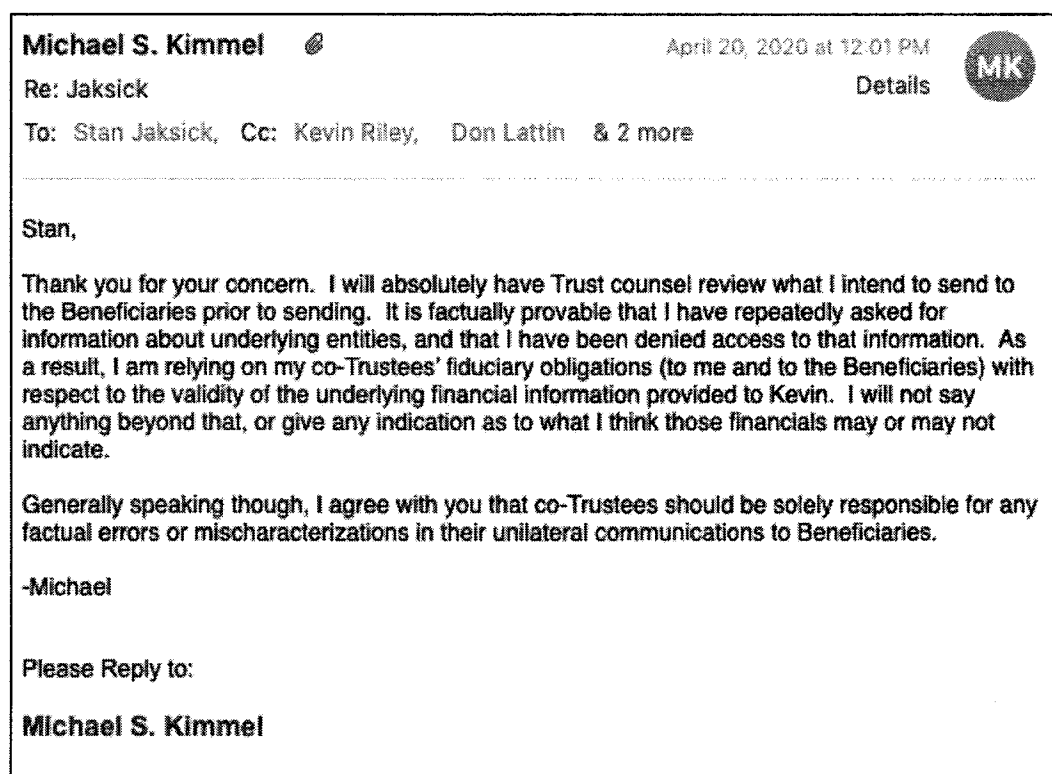 Michael S. Kimmel
April 20, 2020 at 12:01 PM
MK
Re: Jaksick
Details
To: Stan Jaksick, Cc: Kevin Riley, Don Lattin & 2 more
Stan,
Thank you for your concern. I will absolutely have Trust counsel review what I intend to send to
the Beneficiaries prior to sending. It is factually provable that I have repeatedly asked for
information about underlying entities, and that I have been denied access to that information. As
a result, I am relying on my co-Trustees' fiduciary obligations (to me and to the Beneficiaries) with
respect to the validity of the underlying financial information provided to Kevin. I will not say
anything beyond that, or give any indication as to what I think those financials may or may not
indicate.
Generally speaking though, I agree with you that co-Trustees should be solely responsible for any
factual errors or mischaracterizations in their unilateral communications to Beneficiaries.
-Michael
Please Reply to:
Michael S. Kimmel